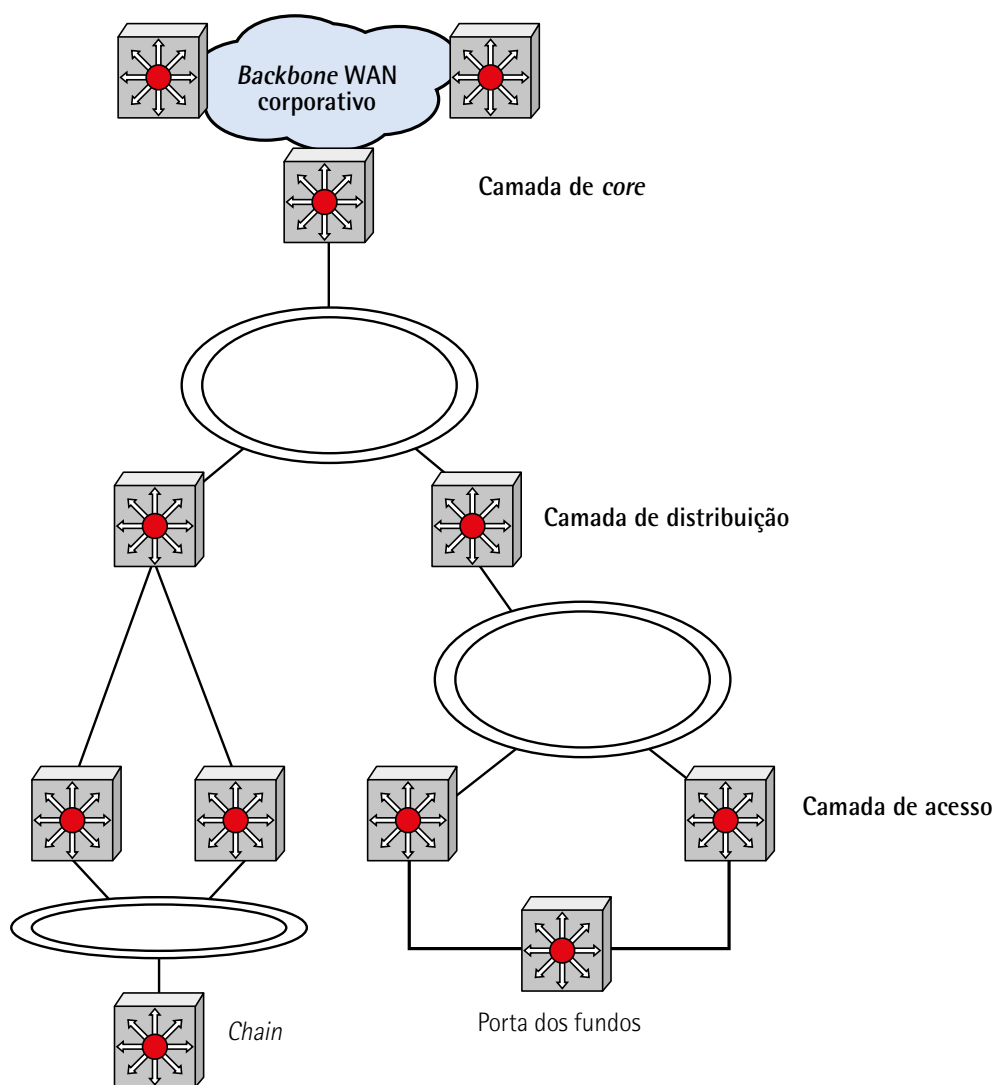 Backbone WAN
corporativo
Camada de core
Camada de distribuição
Camada de acesso
Chain
Porta dos fundos